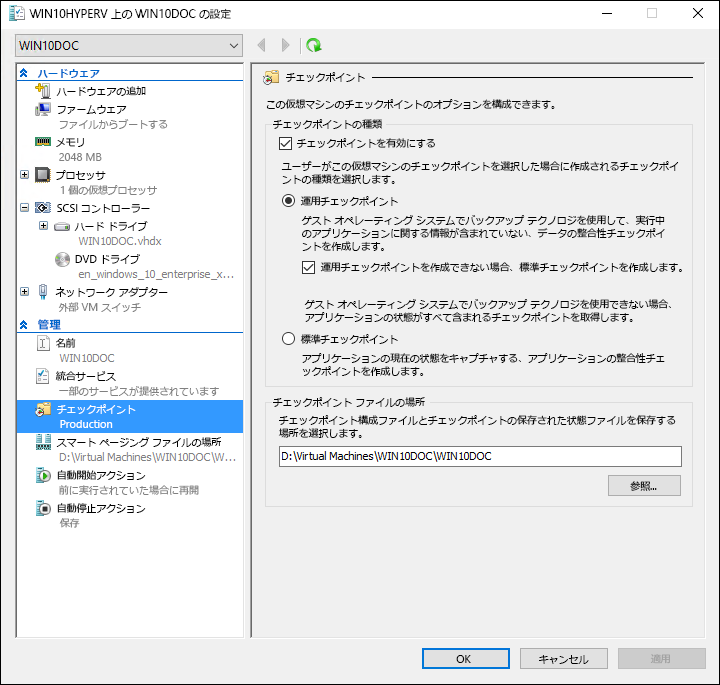 WIN10HYPERV 上の WIN10DOC の設定
WIN10DOC
ハードウェア
ハードウェアの追加
ファームウェア
ファイルからブートする
メモリ
2048 MB
プロセッサ
1 個の仮想プロセッサ
SCSI コントローラー
ハード ドライブ
WIN10DOC.vhdx
DVD ドライブ
en_windows_10_enterprise_x...
ネットワーク アダプター
外部 VM スイッチ
管理
名前
WIN10DOC
統合サービス
一部のサービスが提供されています
チェックポイント
Production
スマート ページング ファイルの場所
D:\Virtual Machines\WIN10DOC\W...
自動開始アクション
前に実行されていた場合に再開
自動停止アクション
保存
チェックポイント
この仮想マシンのチェックポイントのオプションを構成できます。
チェックポイントの種類
チェックポイントを有効にする
ユーザーがこの仮想マシンのチェックポイントを選択した場合に作成されるチェックポイ
ントの種類を選択します。
運用チェックポイント
ゲスト オペレーティング システムでバックアップ テクノロジを使用して、実行中
のアプリケーションに関する情報が含まれていない、データの整合性チェックポイ
ントを作成します。
運用チェックポイントを作成できない場合、標準チェックポイントを作成します。
ゲスト オペレーティング システムでバックアップ テクノロジを使用できない場合、
アプリケーションの状態がすべて含まれるチェックポイントを取得します。
標準チェックポイント
アプリケーションの現在の状態をキャプチャする、アプリケーションの整合性チェ
ックポイントを作成します。
チェックポイント ファイルの場所
チェックポイント構成ファイルとチェックポイントの保存された状態ファイルを保存する
場所を選択します。
D:\Virtual Machines\WIN10DOC\WIN10DOC
参照...
OK
キャンセル
適用